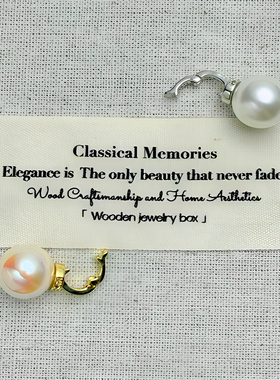 Classical Memories
Elegance is The only beauty that never fade
Wood Craftsmanship and Home Aesthetics
「 Wooden jewelry box 」